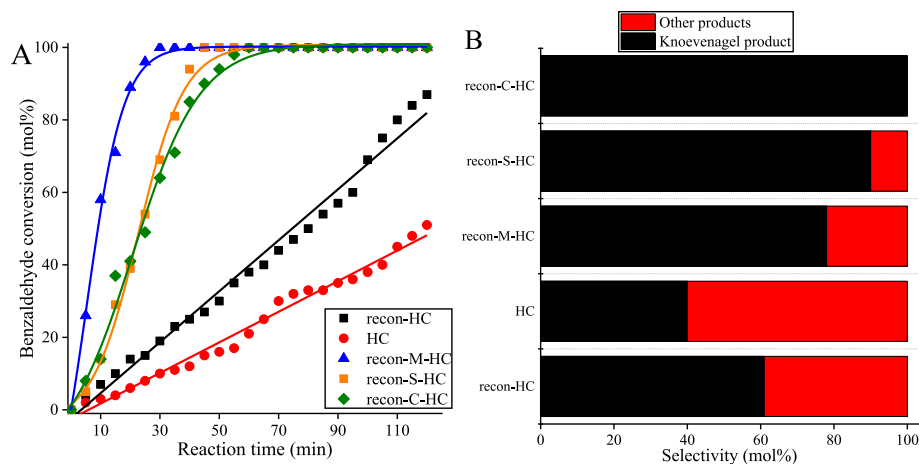 A
Benzaldehyde conversion (mol%)
100
80
60
40
20
0
10
30
50
70
90
110
Reaction time (min)
recon-HC
HC
recon-M-HC
recon-S-HC
recon-C-HC
B
Other products
Knoevenagel product
recon-C-HC
recon-S-HC
recon-M-HC
HC
recon-HC
0
20
40
60
80
100
Selectivity (mol%)